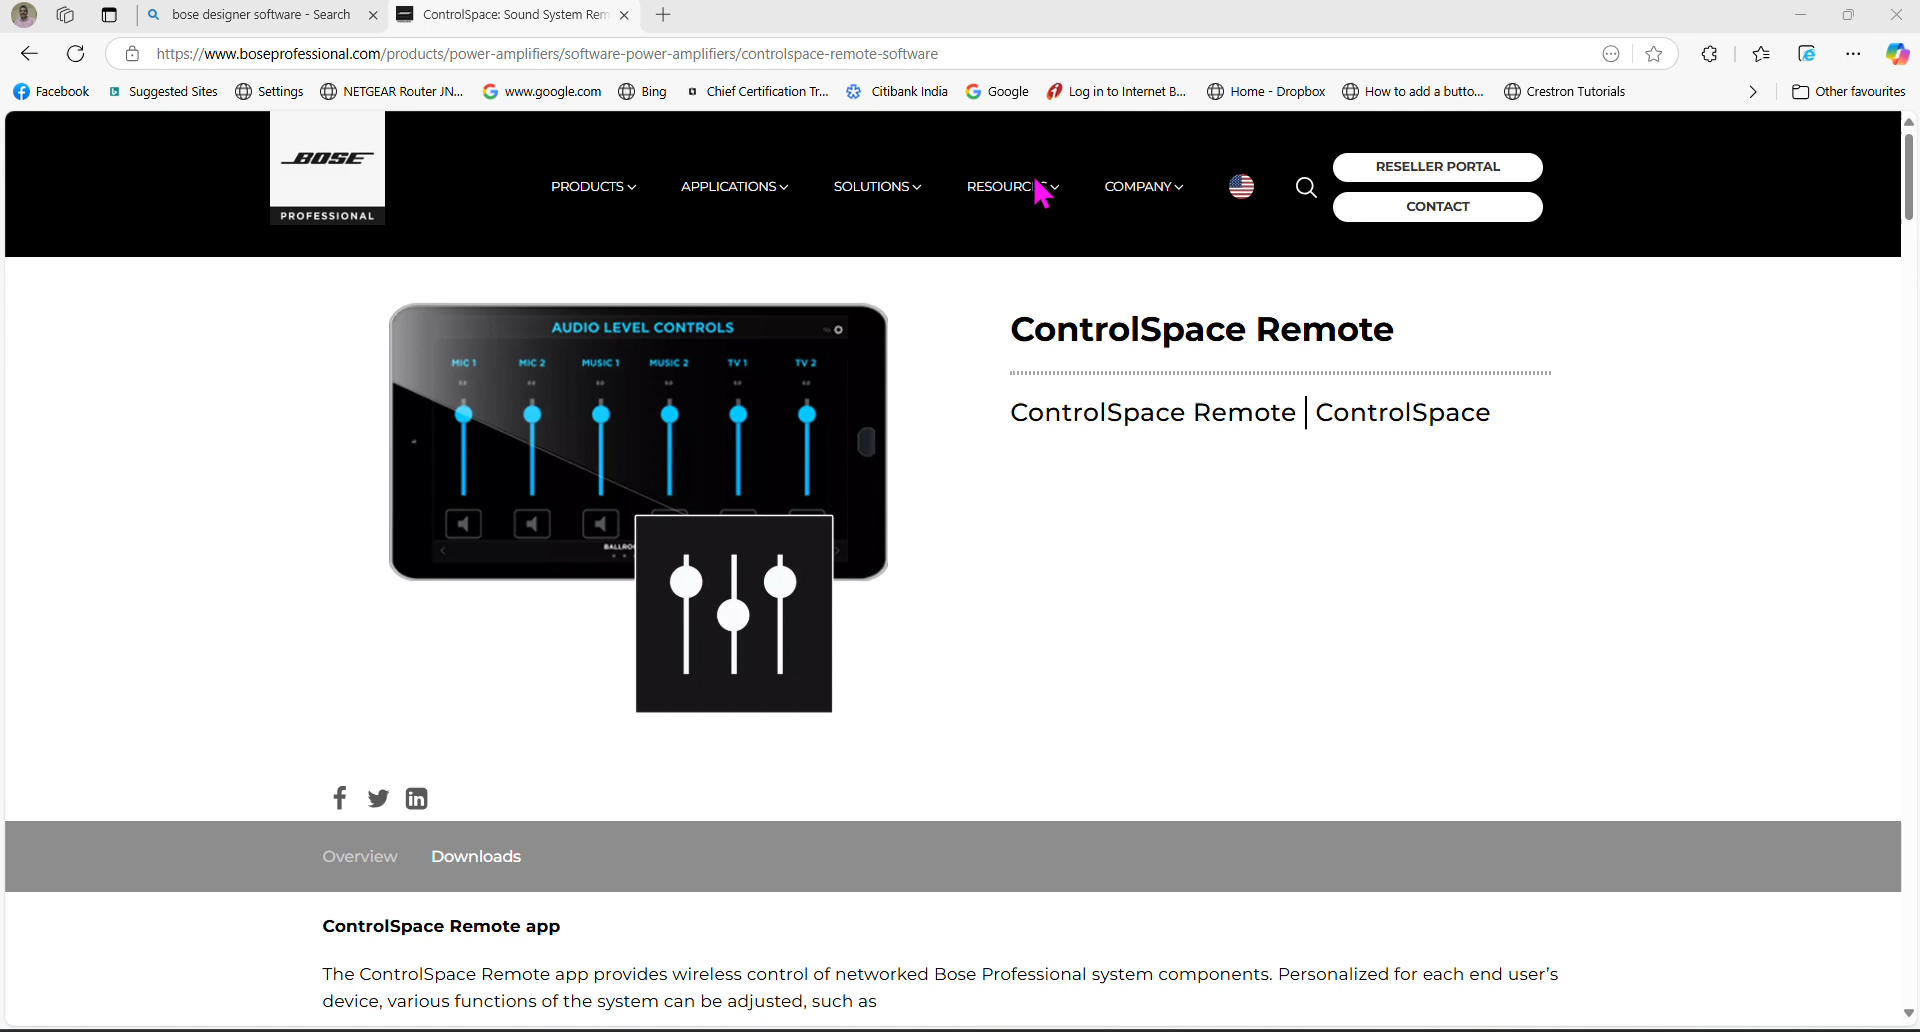 bose designer software - Search
ControlSpace: Sound System Rem
https://www.boseprofessional.com/products/power-amplifiers/software-power-amplifiers/controlspace-remote-software
Facebook
Suggested Sites
Settings
NETGEAR Router JN...
www.google.com
Bing
Chief Certification Tr...
Citibank India
Google
Log in to Internet B...
Home - Dropbox
How to add a butto...
Crestron Tutorials
Other favourites
BOSE
PROFESSIONAL
PRODUCTS
APPLICATIONS
SOLUTIONS
COMPANY
RESELLER PORTAL
CONTACT
AUDIO LEVEL CONTROLS
MIC 1
MIC 2
MUSIC 1
MUSIC 2
TV 1
TV 2
ControlSpace Remote
ControlSpace Remote | ControlSpace
Overview
Downloads
ControlSpace Remote app
The ControlSpace Remote app provides wireless control of networked Bose Professional system components. Personalized for each end user's
device, various functions of the system can be adjusted, such as